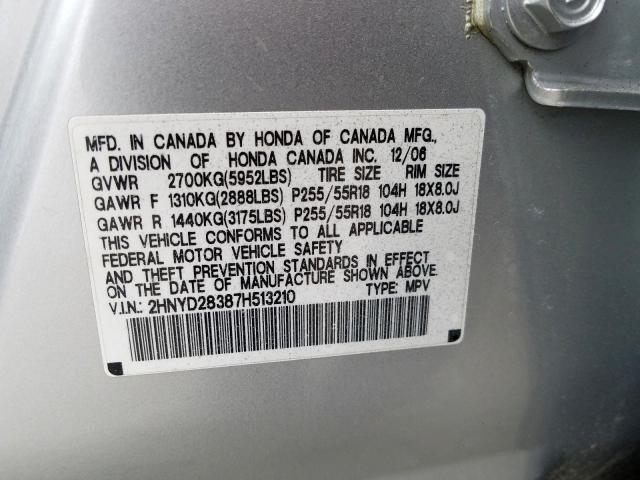 MFD. IN CANADA BY HONDA OF CANADA MFG.,
A DIVISION OF HONDA CANADA INC. 12/06
GVWR 2700KG(5952LBS) TIRE SIZE RIM SIZE
GAWR F 1310KG(2888LBS) P255/55R18 104H 18X8.0J
GAWR R 1440KG(3175LBS) P255/55R18 104H 18X8.0J
THIS VEHICLE CONFORMS TO ALL APPLICABLE
FEDERAL MOTOR VEHICLE SAFETY
AND THEFT PREVENTION STANDARDS IN EFFECT
ON THE DATE OF MANUFACTURE SHOWN ABOVE.
V.I.N.: 2HNYD28387H513210 TYPE: MPV